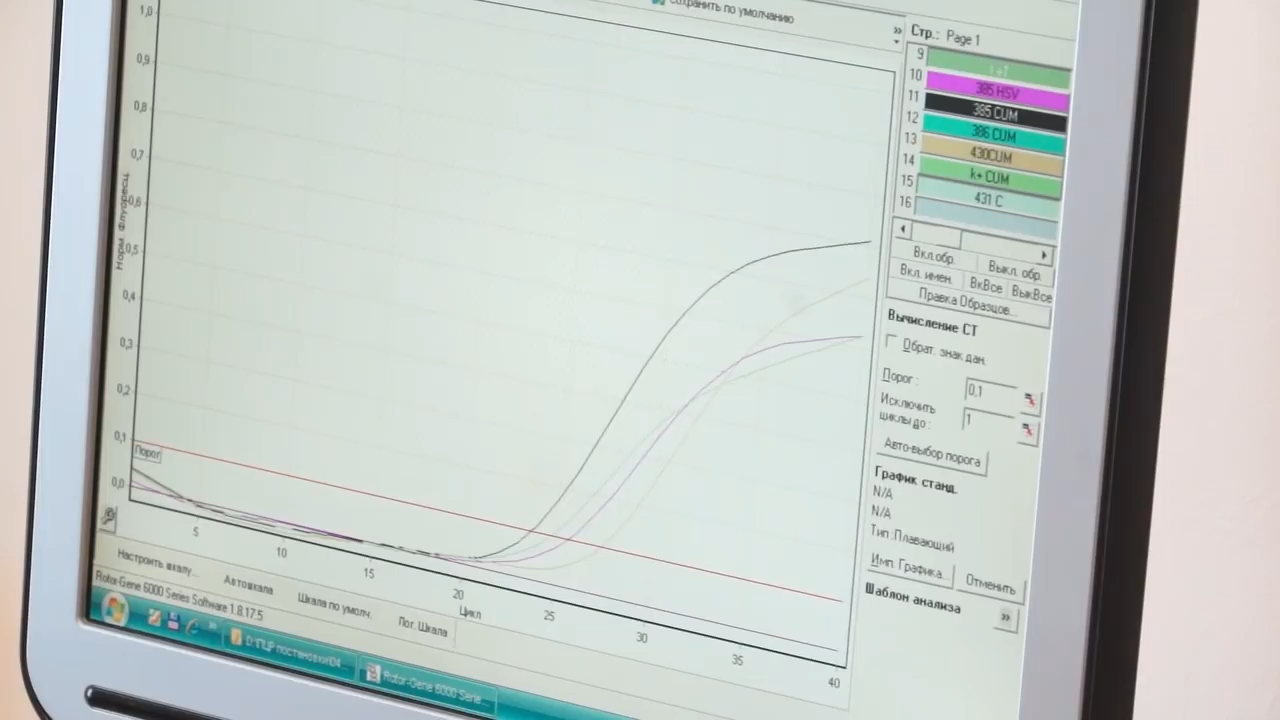 Сохранить по умолчанию
»
Стр.: Page 1
Норм. Флуоресц.
1,0
0,9
0,8
0,7
0,6
0,5
0,4
0,3
0,2
0,1
0,0
Порог
5
10
15
20
25
30
35
40
Цикл
9
10 385 HSV
11 385 CUM
12 386 CUM
13 430CUM
14 k+ CUM
15 431 C
16
Вкл.обр.
Выкл. обр.
Вкл. имен.
ВкВсе
ВыкВсе
Правка Образцов...
Вычисление CT
Обрат. знак дан.
Порог :
0,1
Исключить
циклы до :
1
Авто-выбор порога
График станд.
N/A
N/A
Тип :Плавающий
Имп. Графика...
Отменить
Шаблон анализа
»
Настроить шкалу...
Автошкала
Шкала по умолч.
Лог. Шкала
Rotor-Gene 6000 Series Software 1.8.17.5
»
D:\ПЦР постановки\04...
Rotor-Gene 6000 Serie...